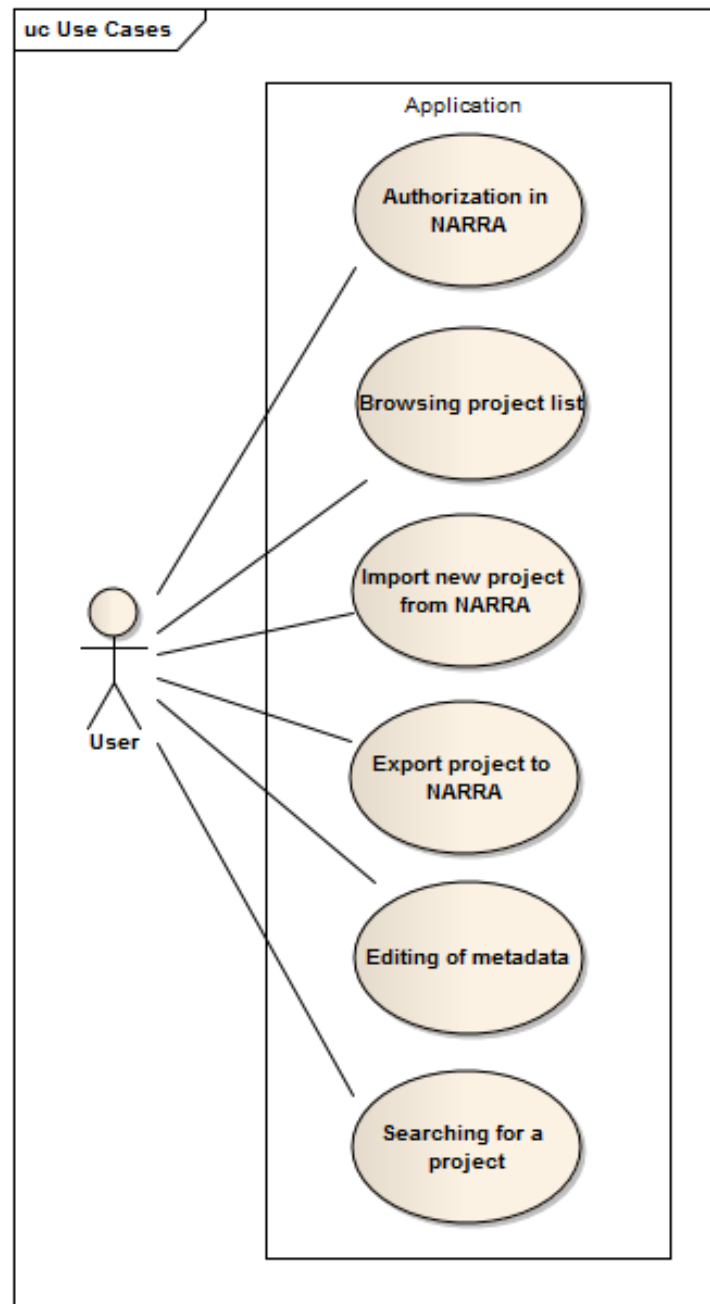 uc Use Cases
Application
Authorization in
NARRA
Browsing project list
Import new project
from NARRA
User
Export project to
NARRA
Editing of metadata
Searching for a
project